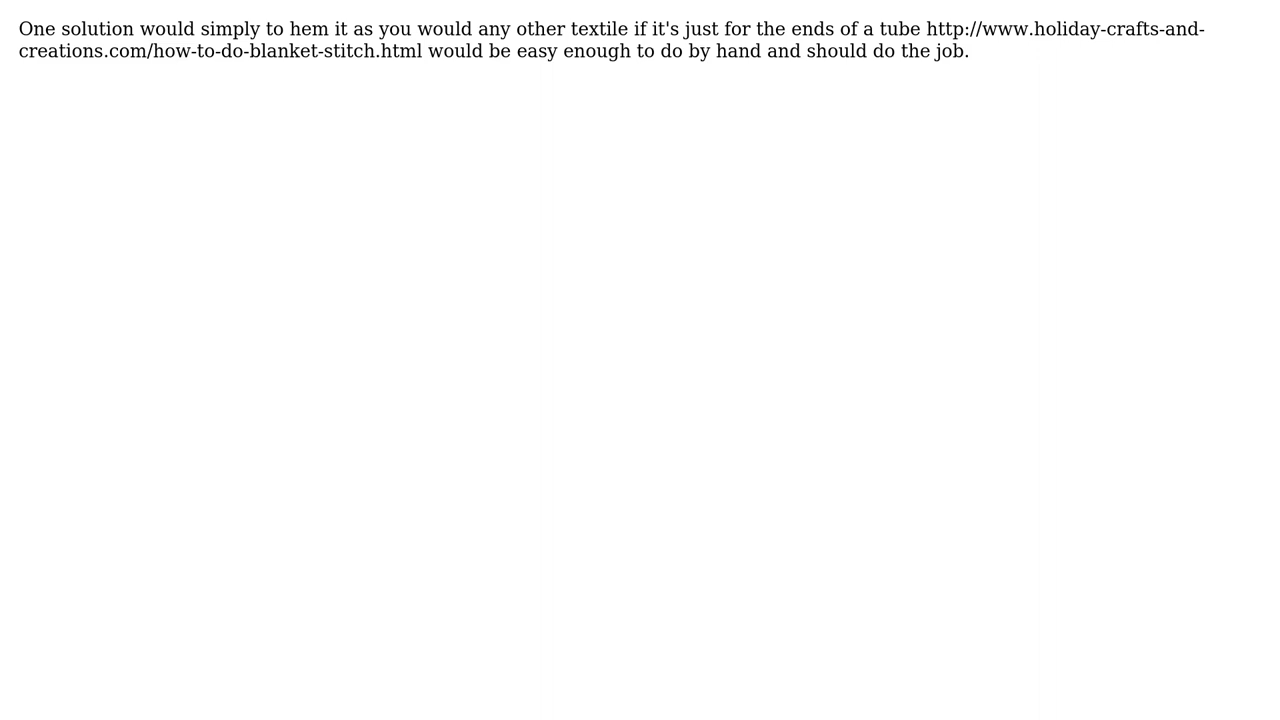 One solution would simply to hem it as you would any other textile if it's just for the ends of a tube http://www.holiday-crafts-and-
creations.com/how-to-do-blanket-stitch.html would be easy enough to do by hand and should do the job.